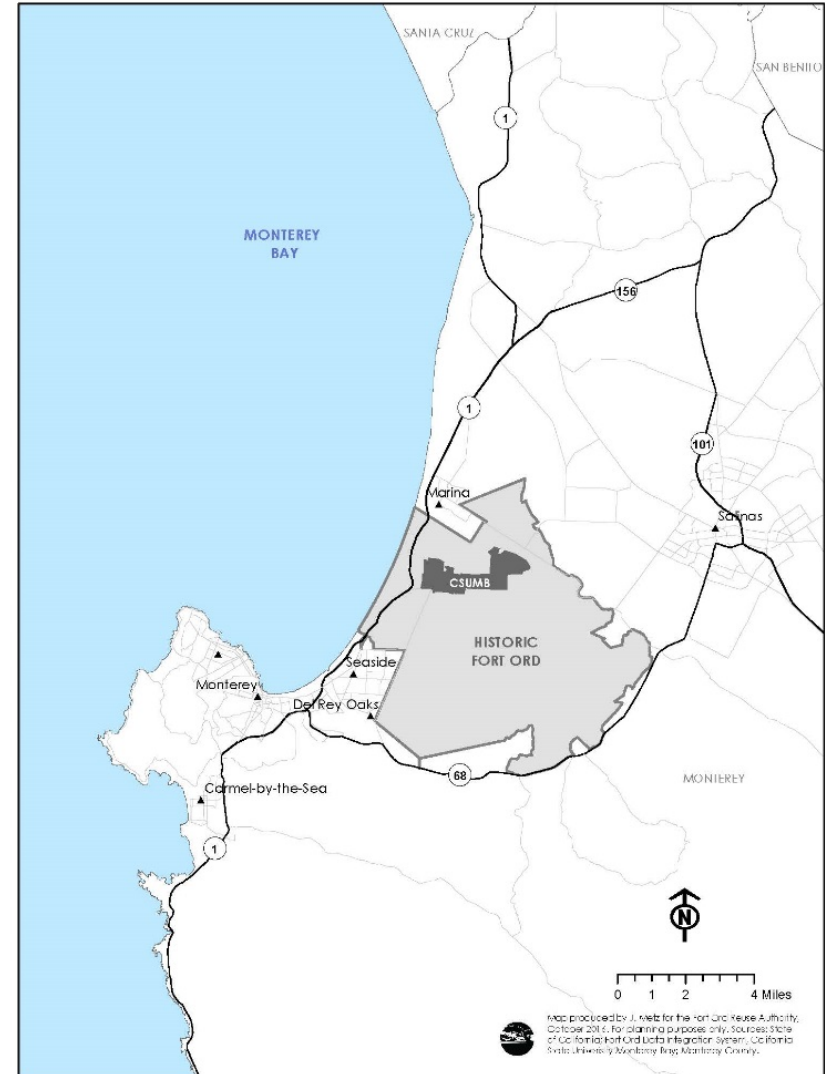 SANTA CRUZ
SAN BENITO
1
MONTEREY
BAY
156
1
101
Marina
Salinas
CSUMB
HISTORIC
FORT ORD
Seaside
Monterey
Del Rey Oaks
68
MONTEREY
Carmel-by-the-Sea
1
N
0 1 2 4 Miles
Map produced by J. Metz for the Fort Ord Reuse Authority,
October 2016. For planning purposes only. Sources: State
of California; Fort Ord Data Integration System, California
State University Monterey Bay; Monterey County.